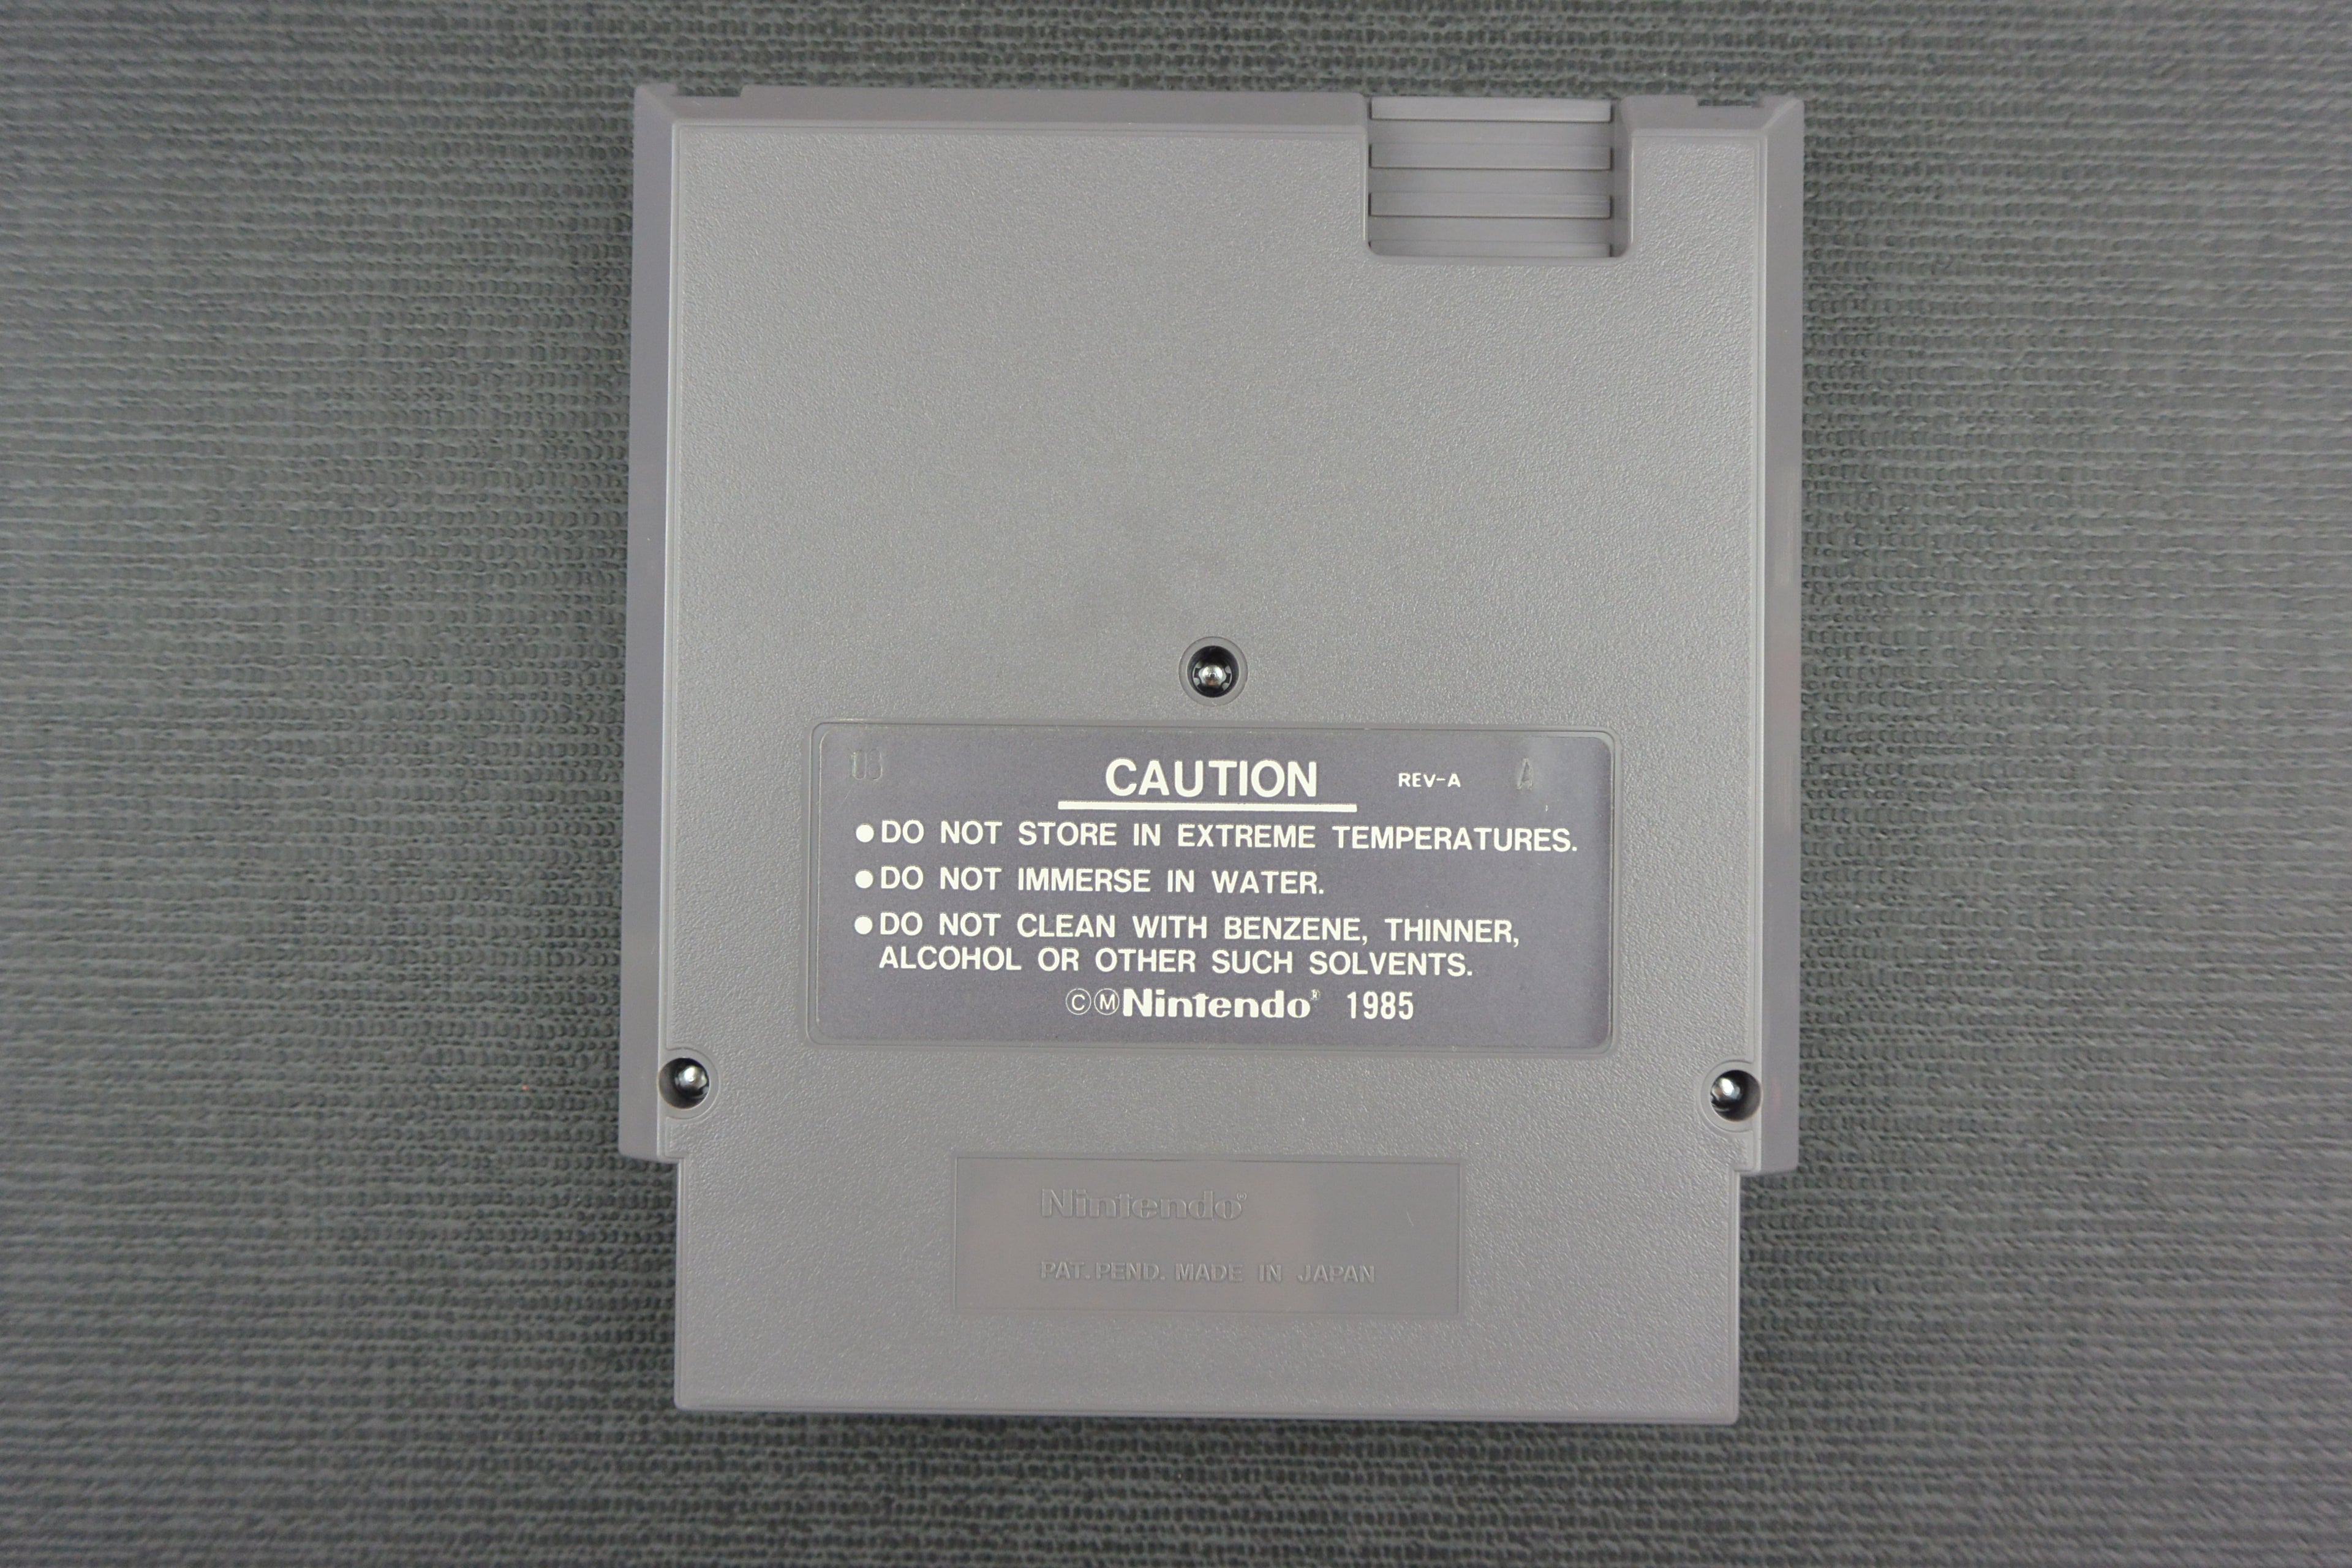 CAUTION REV-A A
●DO NOT STORE IN EXTREME TEMPERATURES.
●DO NOT IMMERSE IN WATER.
●DO NOT CLEAN WITH BENZENE, THINNER,
ALCOHOL OR OTHER SUCH SOLVENTS.
©ⓂNintendo® 1985
Nintendo®
PAT. PEND. MADE IN JAPAN